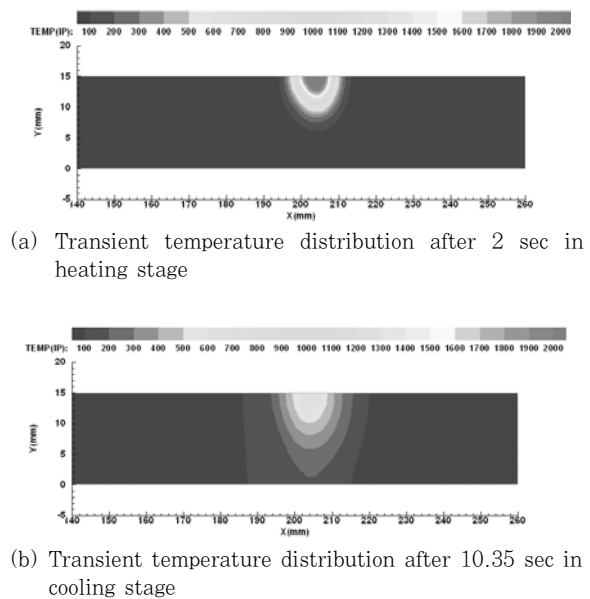 TEMP(IP): 100 200 300 400 500 600 700 800 900 1000 1100 1200 1300 1400 1500 1600 1700 1800 1900 2000
20
15
10
5
0
-5
Y(mm)
140 150 160 170 180 190 200 210 220 230 240 250 260
X(mm)
(a) Transient temperature distribution after 2 sec in
heating stage
TEMP(IP): 100 200 300 400 500 600 700 800 900 1000 1100 1200 1300 1400 1500 1600 1700 1800 1900 2000
20
15
10
5
0
-5
Y(mm)
140 150 160 170 180 190 200 210 220 230 240 250 260
X(mm)
(b) Transient temperature distribution after 10.35 sec in
cooling stage